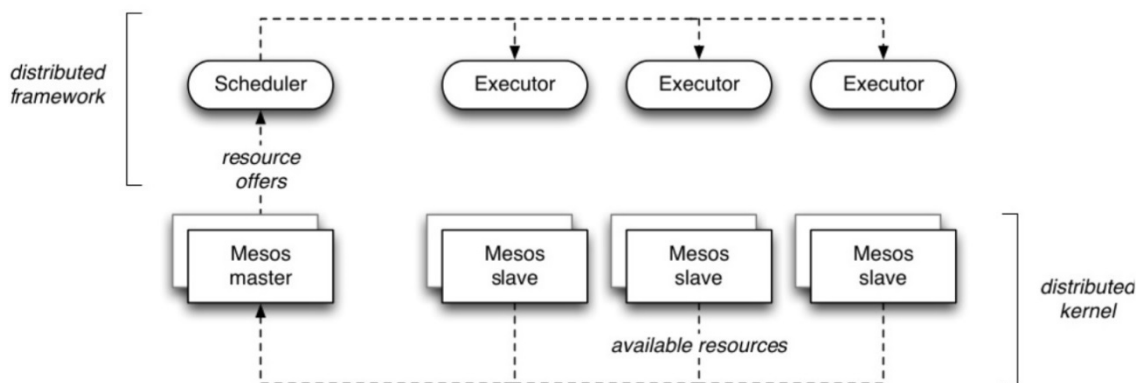 distributed
framework
Scheduler
Executor
Executor
Executor
resource
offers
Mesos
master
Mesos
slave
Mesos
slave
Mesos
slave
distributed
kernel
available resources